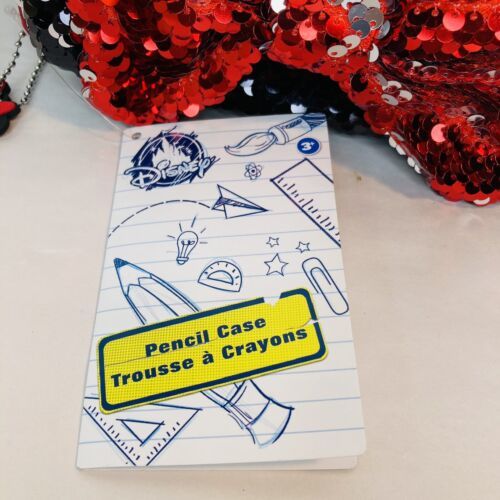 Disney
3+
Pencil Case
Trousse à Crayons